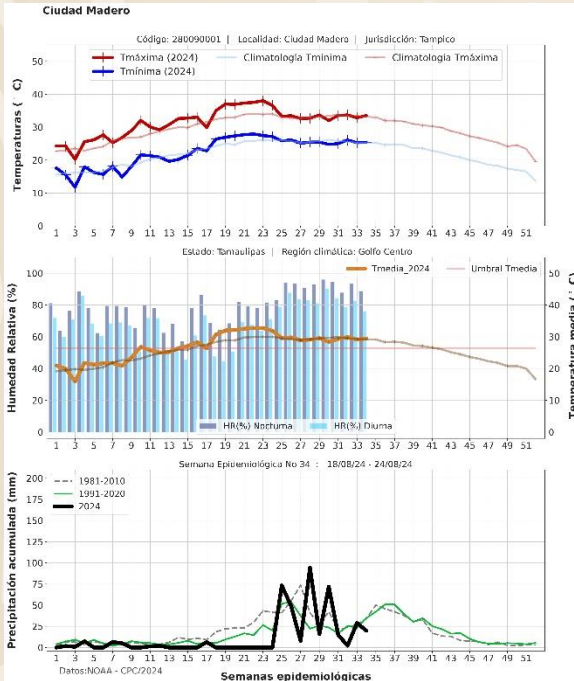 Ciudad Madero
Código: 280090001 | Localidad: Ciudad Madero | Jurisdicción: Tampico
Tmáxima (2024)
Climatología Tmínima
Climatologia Tmáxima
Tmínima (2024)
Temperaturas ( C)
50
40
30
20
10
0
1 3 5 7 9 11 13 15 17 19 21 23 25 27 29 31 33 35 37 39 41 43 45 47 49 51
Estado: Tamaulipas | Región climática: Golfo Centro
Tmedia_2024
Umbral Tmedia
Humedad Relativa (%)
100
80
60
40
20
0
50
40
30
20
10
0
Temperatura media ( C)
HR(%) Nocturna
HR(%) Diurna
1 3 5 7 9 11 13 15 17 19 21 23 25 27 29 31 33 35 37 39 41 43 45 47 49 51
Semana Epidemiológica No 34 : 18/08/24 - 24/08/24
1981-2010
1991-2020
2024
Precipitación acumulada (mm)
200
175
150
125
100
75
50
25
0
1 3 5 7 9 11 13 15 17 19 21 23 25 27 29 31 33 35 37 39 41 43 45 47 49 51
Datos:NOAA - CPC/2024
Semanas epidemiológicas